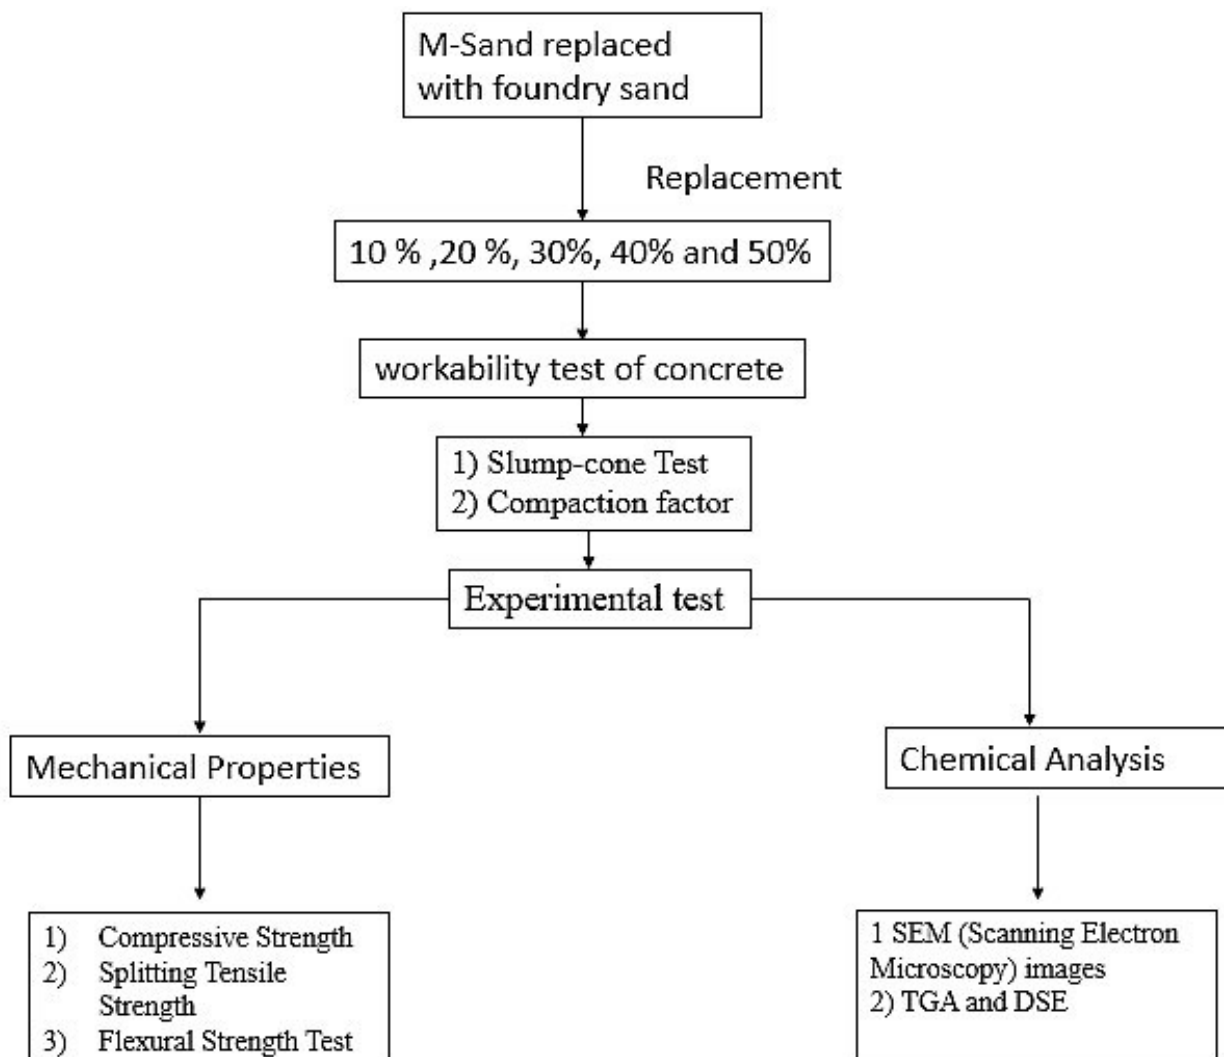 M-Sand replaced
with foundry sand
Replacement
10 % ,20 %, 30%, 40% and 50%
workability test of concrete
1) Slump-cone Test
2) Compaction factor
Experimental test
Mechanical Properties
Chemical Analysis
1) Compressive Strength
2) Splitting Tensile
Strength
3) Flexural Strength Test
1 SEM (Scanning Electron
Microscopy) images
2) TGA and DSE